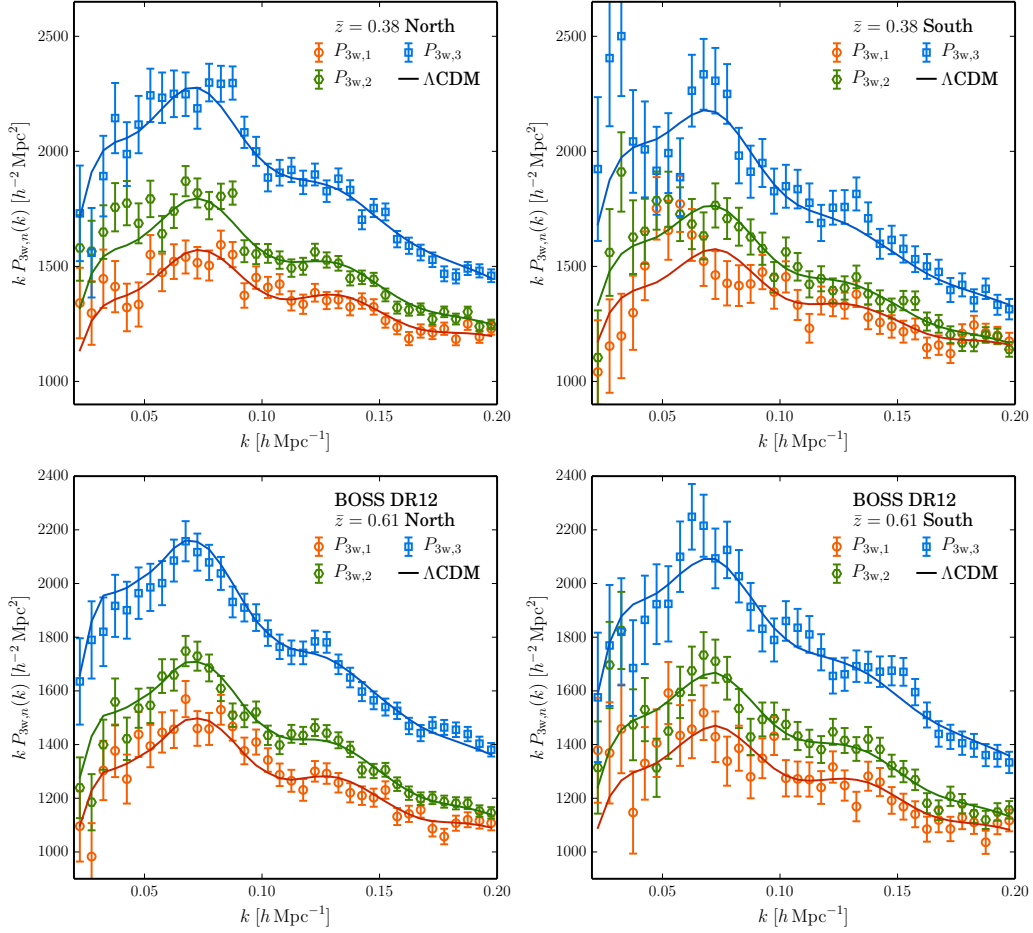 z̄ = 0.38 North
P3w,1 P3w,3
P3w,2 ΛCDM
2500
2000
1500
1000
k P3w,n(k) [h⁻² Mpc²]
0.05 0.10 0.15 0.20
k [h Mpc⁻¹]
z̄ = 0.38 South
P3w,1 P3w,3
P3w,2 ΛCDM
2500
2000
1500
1000
k P3w,n(k) [h⁻² Mpc²]
0.05 0.10 0.15 0.20
k [h Mpc⁻¹]
BOSS DR12
z̄ = 0.61 North
P3w,1 P3w,3
P3w,2 ΛCDM
2400
2200
2000
1800
1600
1400
1200
1000
k P3w,n(k) [h⁻² Mpc²]
0.05 0.10 0.15 0.20
k [h Mpc⁻¹]
BOSS DR12
z̄ = 0.61 South
P3w,1 P3w,3
P3w,2 ΛCDM
2400
2200
2000
1800
1600
1400
1200
1000
k P3w,n(k) [h⁻² Mpc²]
0.05 0.10 0.15 0.20
k [h Mpc⁻¹]